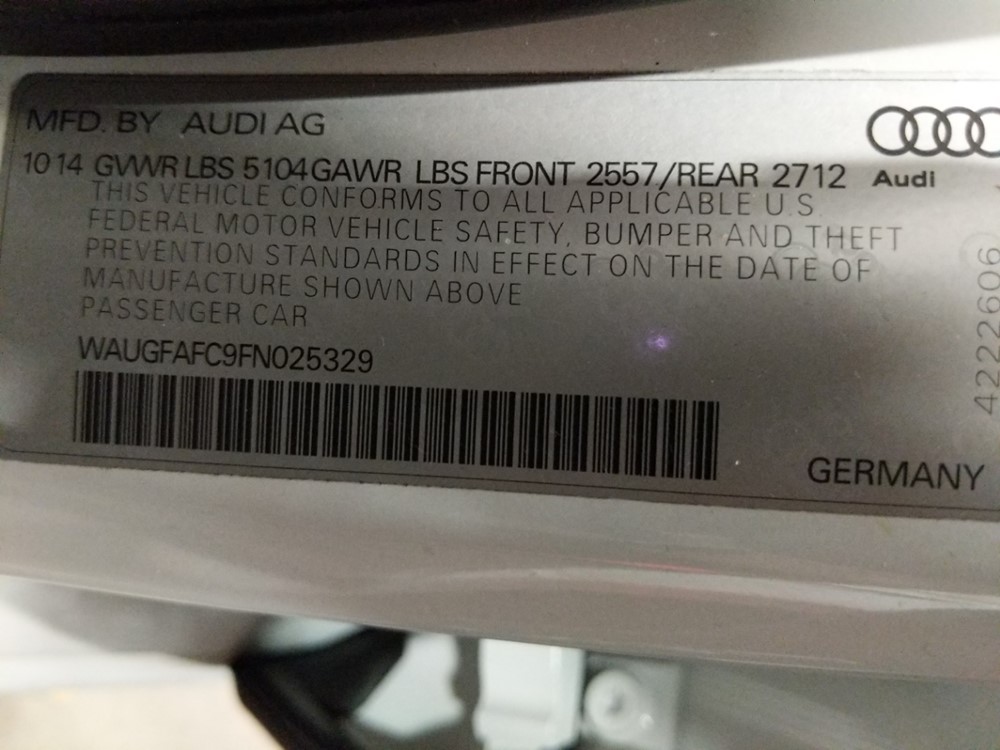 MFD. BY AUDI AG
10 14 GVWR LBS 5104 GAWR LBS FRONT 2557/REAR 2712
Audi
THIS VEHICLE CONFORMS TO ALL APPLICABLE U.S.
FEDERAL MOTOR VEHICLE SAFETY, BUMPER AND THEFT
PREVENTION STANDARDS IN EFFECT ON THE DATE OF
MANUFACTURE SHOWN ABOVE
PASSENGER CAR
WAUGFAFC9FN025329
GERMANY
4222606